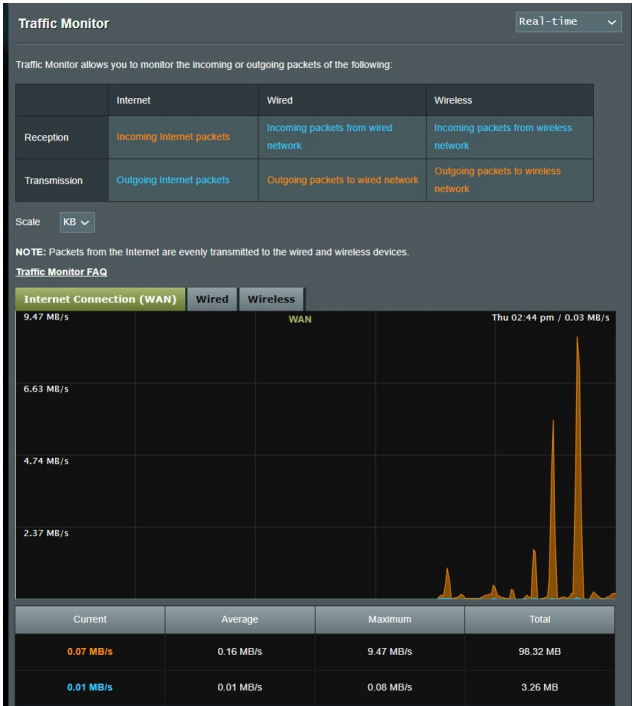 Traffic Monitor
Real-time
Traffic Monitor allows you to monitor the incoming or outgoing packets of the following:
Internet Wired Wireless
Reception Incoming Internet packets Incoming packets from wired network Incoming packets from wireless network
Transmission Outgoing Internet packets Outgoing packets to wired network Outgoing packets to wireless network
Scale KB
NOTE: Packets from the Internet are evenly transmitted to the wired and wireless devices.
Traffic Monitor FAQ
Internet Connection (WAN) Wired Wireless
9.47 MB/s WAN Thu 02:44 pm / 0.03 MB/s
6.63 MB/s
4.74 MB/s
2.37 MB/s
Current Average Maximum Total
0.07 MB/s 0.16 MB/s 9.47 MB/s 98.32 MB
0.01 MB/s 0.01 MB/s 0.08 MB/s 3.26 MB